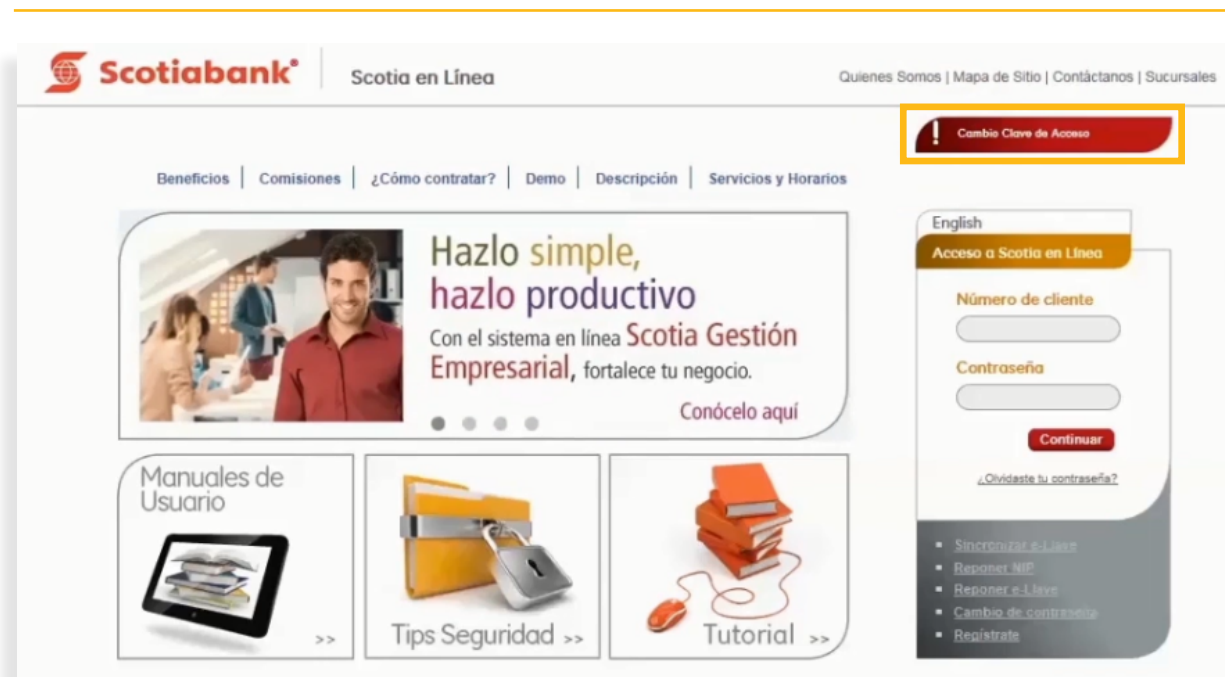 Scotiabank
Scotia en Línea
Quienes Somos | Mapa de Sitio | Contáctanos | Sucursales
Cambio Clave de Acceso
Beneficios | Comisiones | ¿Cómo contratar? | Demo | Descripción | Servicios y Horarios
Hazlo simple,
hazlo productivo
Con el sistema en línea Scotia Gestión
Empresarial, fortalece tu negocio.
Conócelo aquí
English
Acceso a Scotia en Línea
Número de cliente
Contraseña
Continuar
¿Olvidaste tu contraseña?
Sincronizar e-Llave
Reponer NIP
Reponer e-Llave
Cambio de contraseña
Regístrate
Manuales de
Usuario
>>
Tips Seguridad >>
Tutorial >>